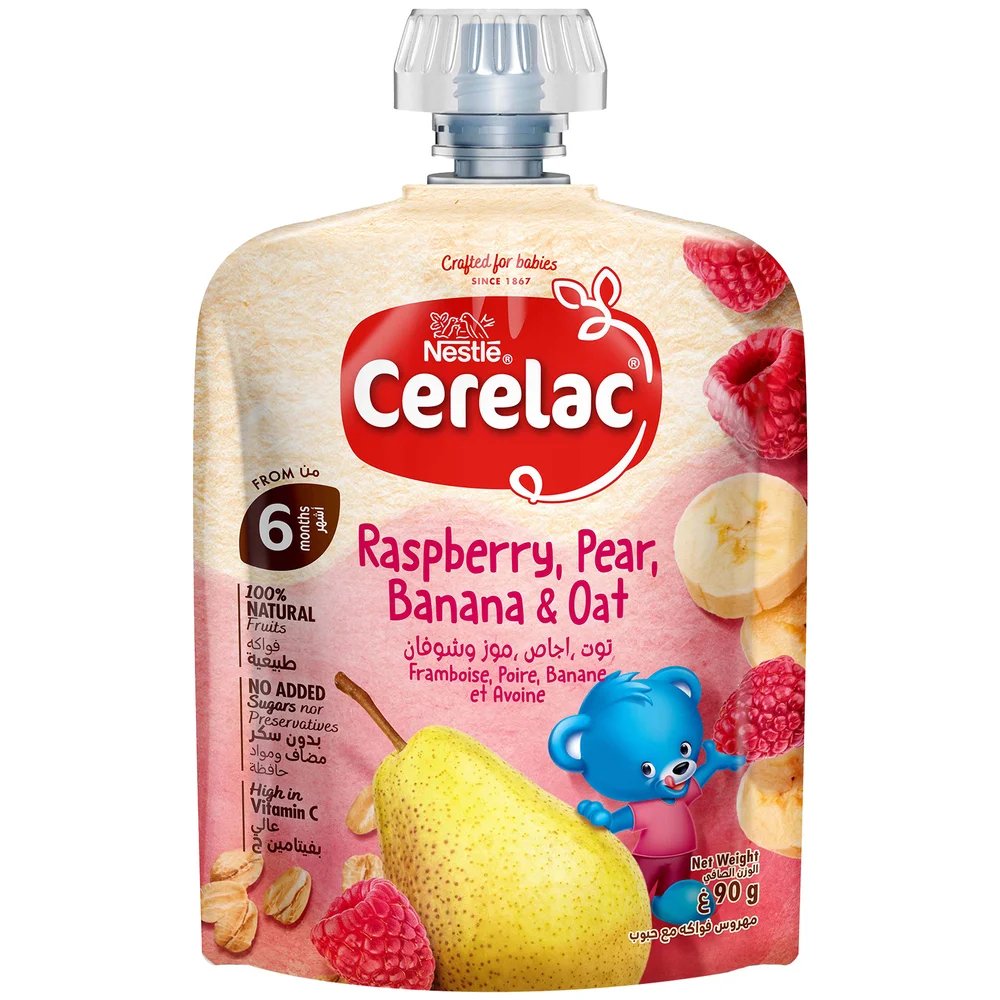 Crafted for babies
SINCE 1867
Nestlé®
Cerelac®
FROM من
6 months أشهر
Raspberry, Pear,
Banana & Oat
توت ,اجاص ,موز وشوفان
Framboise, Poire, Banane
et Avoine
100%
NATURAL
Fruits
فواكه
طبيعية
NO ADDED
Sugars nor
Preservatives
بدون سكر
مضاف ومواد
حافظة
High in
Vitamin C
عالي
بفيتامين ج
Net Weight
الوزن الصافي
90 g غ
مهروس فواكه مع حبوب